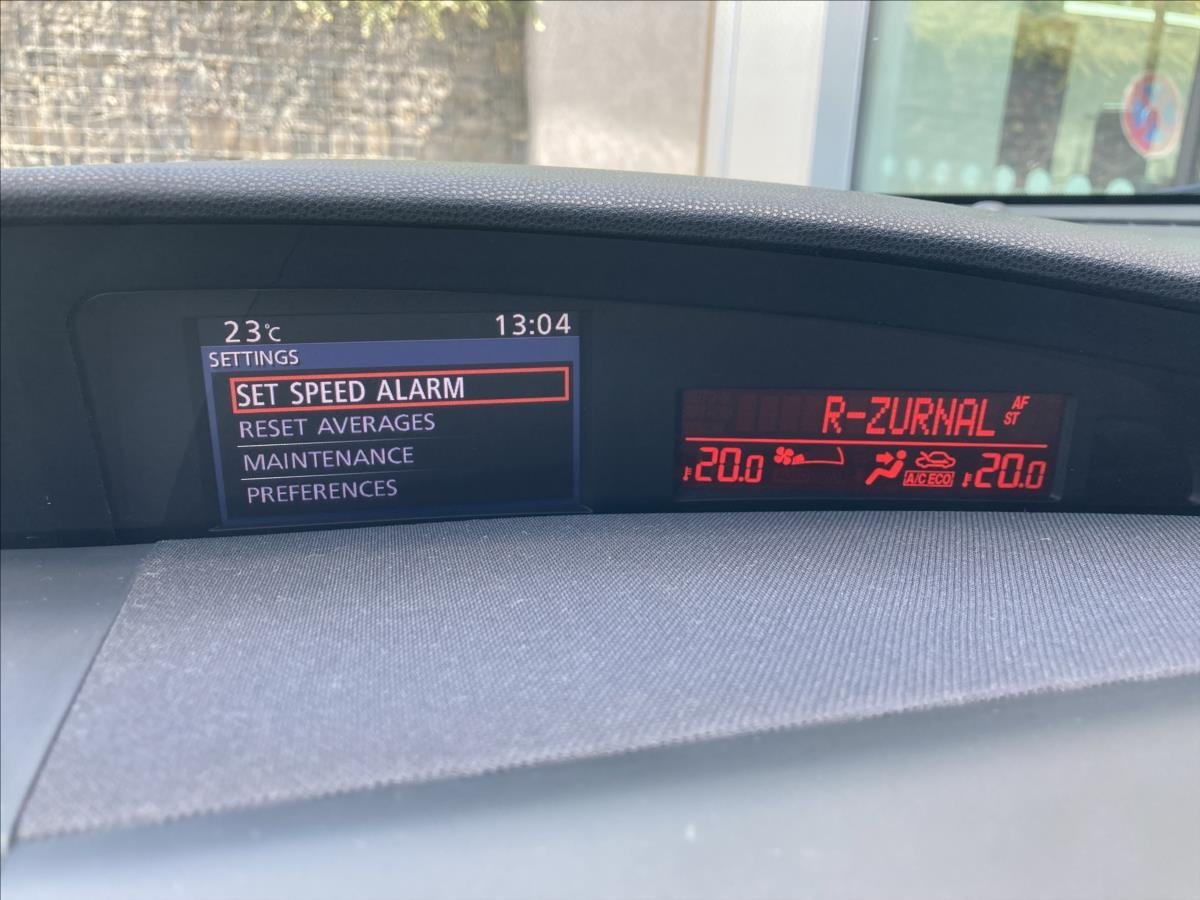 23°C 13:04
SETTINGS
SET SPEED ALARM
RESET AVERAGES
MAINTENANCE
PREFERENCES
R-ZURNAL AF
ST
20.0 A/C ECO 20.0